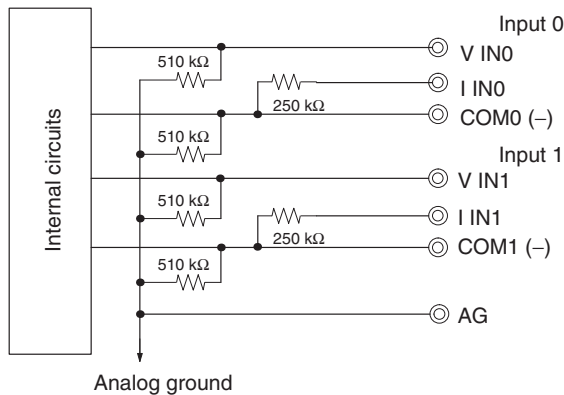 Input 0
V IN0
510 kΩ
I IN0
250 kΩ
COM0 (−)
510 kΩ
Input 1
V IN1
510 kΩ
I IN1
250 kΩ
COM1 (−)
510 kΩ
AG
Internal circuits
Analog ground